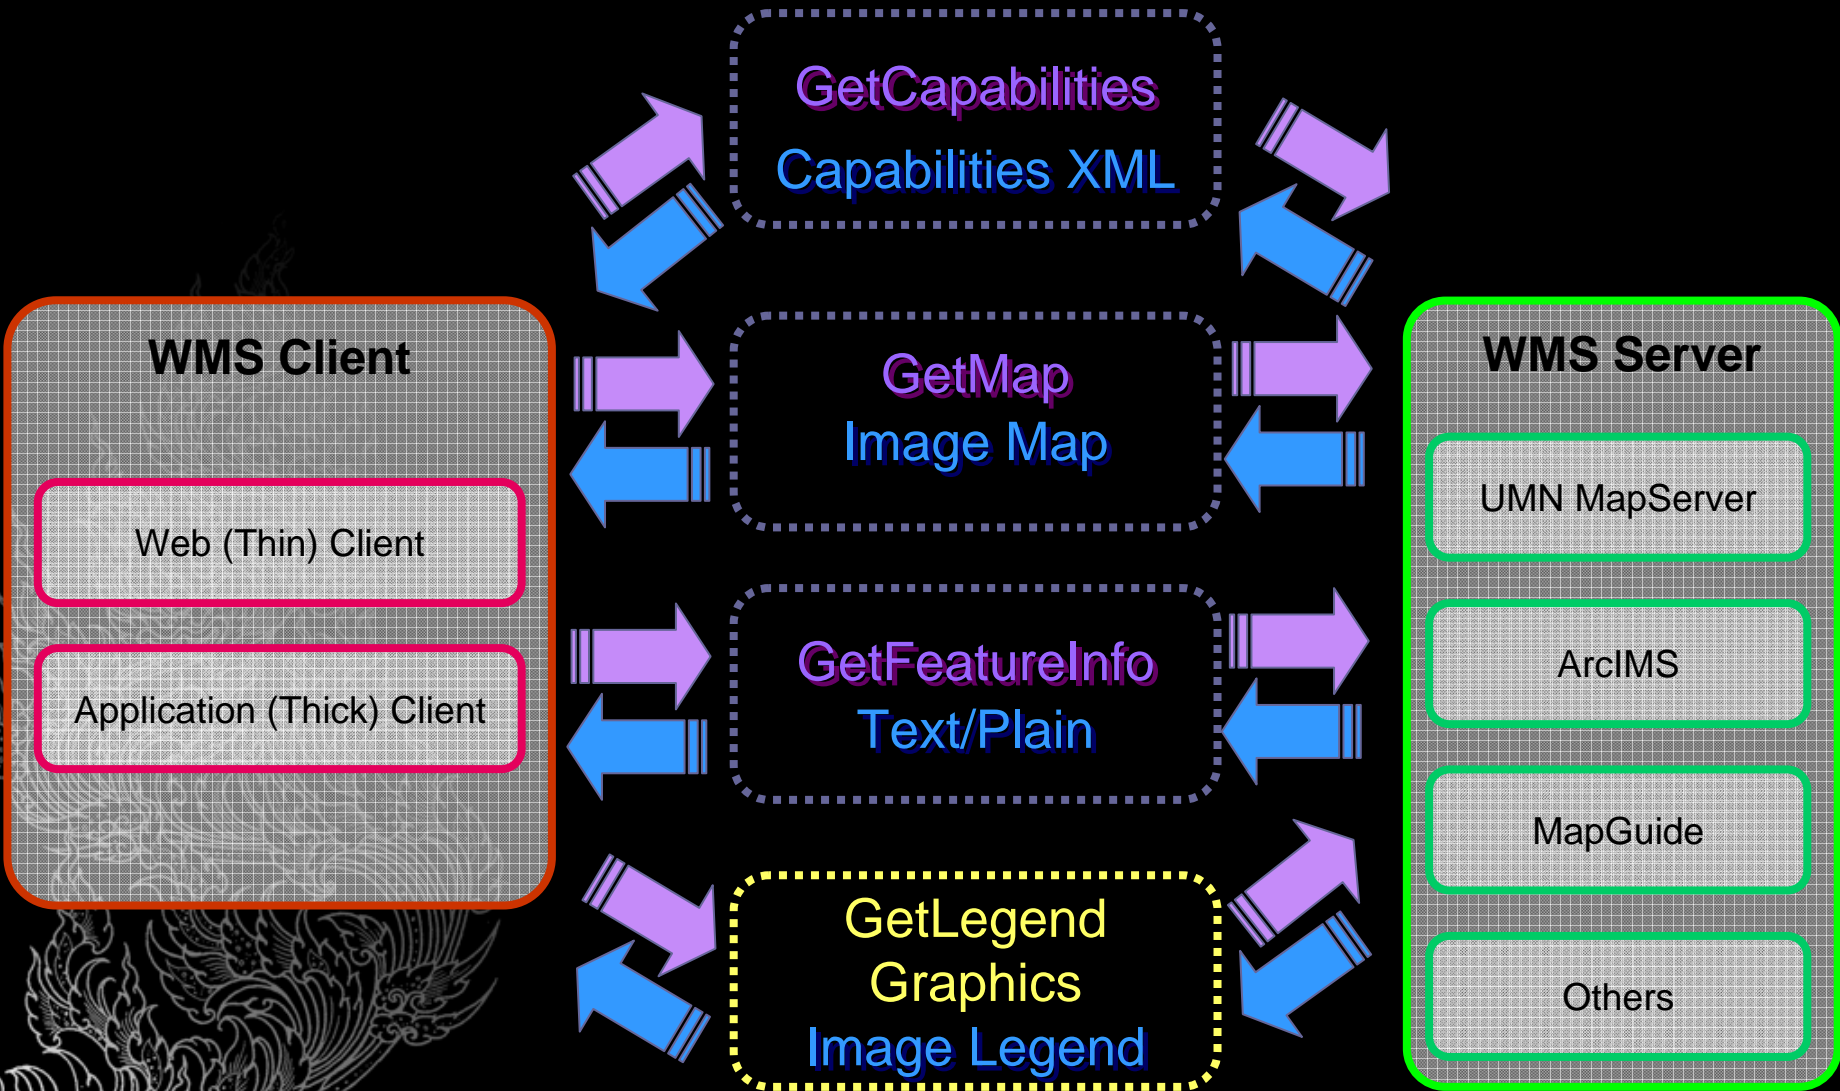 GetCapabilities
Capabilities XML
WMS Client
Web (Thin) Client
Application (Thick) Client
GetMap
Image Map
GetFeatureInfo
Text/Plain
GetLegend
Graphics
Image Legend
WMS Server
UMN MapServer
ArcIMS
MapGuide
Others